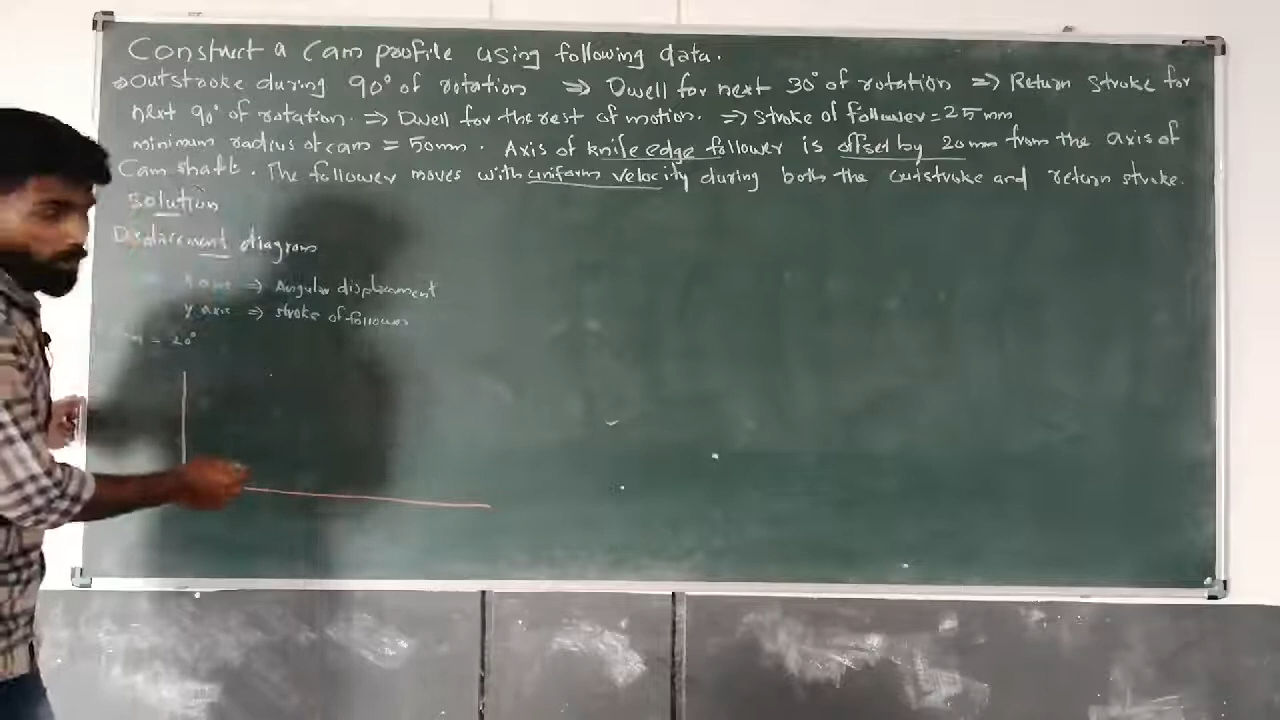 Construct a Cam profile using following data.
→ Outstroke during 90° of rotation ⇒ Dwell for next 30° of rotation ⇒ Return stroke for
next 90° of rotation. ⇒ Dwell for the rest of motion. ⇒ stroke of follower = 25mm
minimum radius of cam = 50mm. Axis of knife edge follower is offset by 20mm from the axis of
Cam shaft. The follower moves with uniform velocity during both the outstroke and return stroke.
Solution
Displacement diagram
X axis ⇒ Angular displacement
Y axis ⇒ stroke of follower
= 20°